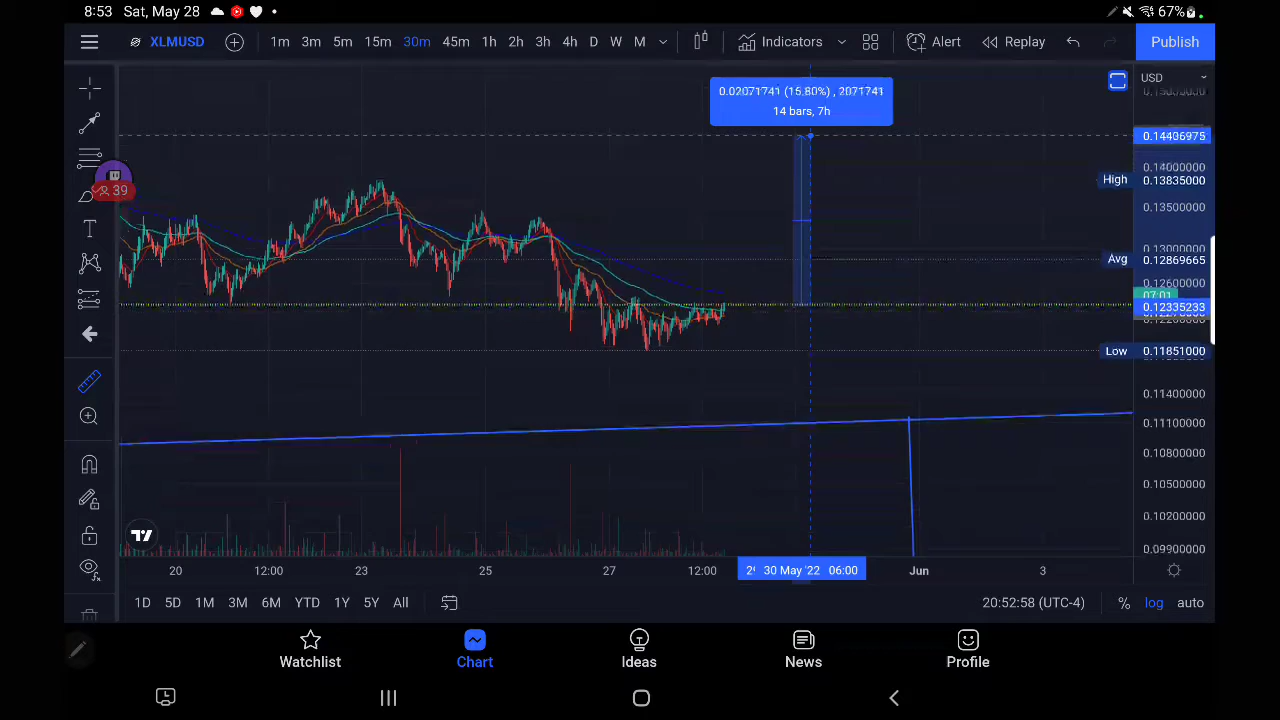 8:53 Sat, May 28
67%
XLMUSD 1m 3m 5m 15m 30m 45m 1h 2h 3h 4h D W M Indicators Alert Replay Publish
USD
0.02071741 (15.80%) , 2071741
14 bars, 7h
0.14406975
0.14000000
High 0.13835000
0.13500000
0.13000000
Avg 0.12869665
0.12600000
07:01
0.12335233
Low 0.11851000
0.11400000
0.11100000
0.10800000
0.10500000
0.10200000
0.09900000
39
T
20 12:00 23 25 27 12:00 30 May '22 06:00 Jun 3
1D 5D 1M 3M 6M YTD 1Y 5Y All 20:52:58 (UTC-4) % log auto
Watchlist Chart Ideas News Profile